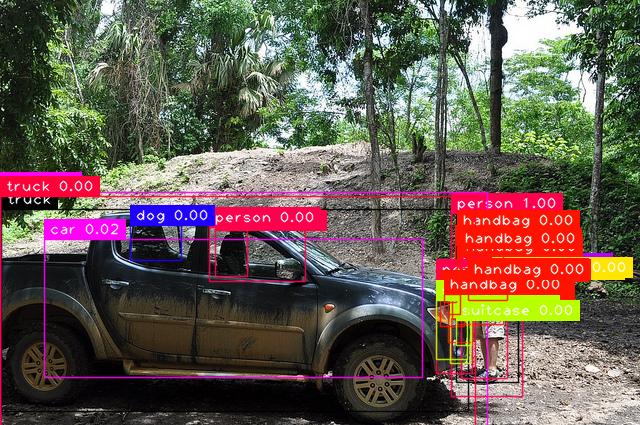 truck 0.00
truck
car 0.02
dog 0.00
person 0.00
person 1.00
handbag 0.00
handbag 0.00
handbag 0.00
0.00
handbag 0.00
suitcase 0.00